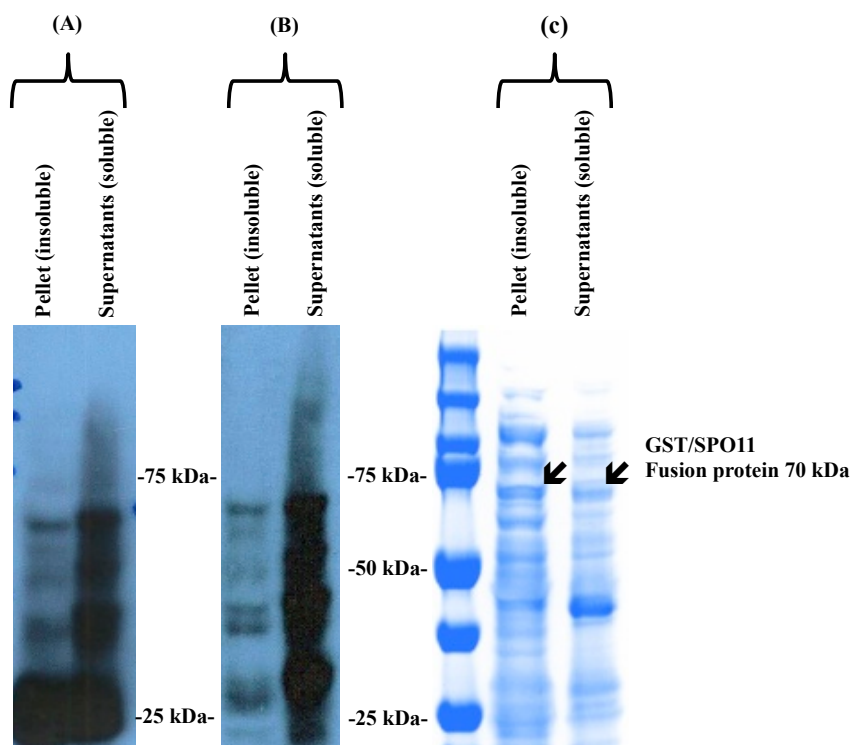 (A)
(B)
(c)
Pellet (insoluble)
Supernatants (soluble)
Pellet (insoluble)
Supernatants (soluble)
Pellet (insoluble)
Supernatants (soluble)
-75 kDa-
-25 kDa-
-75 kDa-
-50 kDa-
-25 kDa-
GST/SPO11
Fusion protein 70 kDa